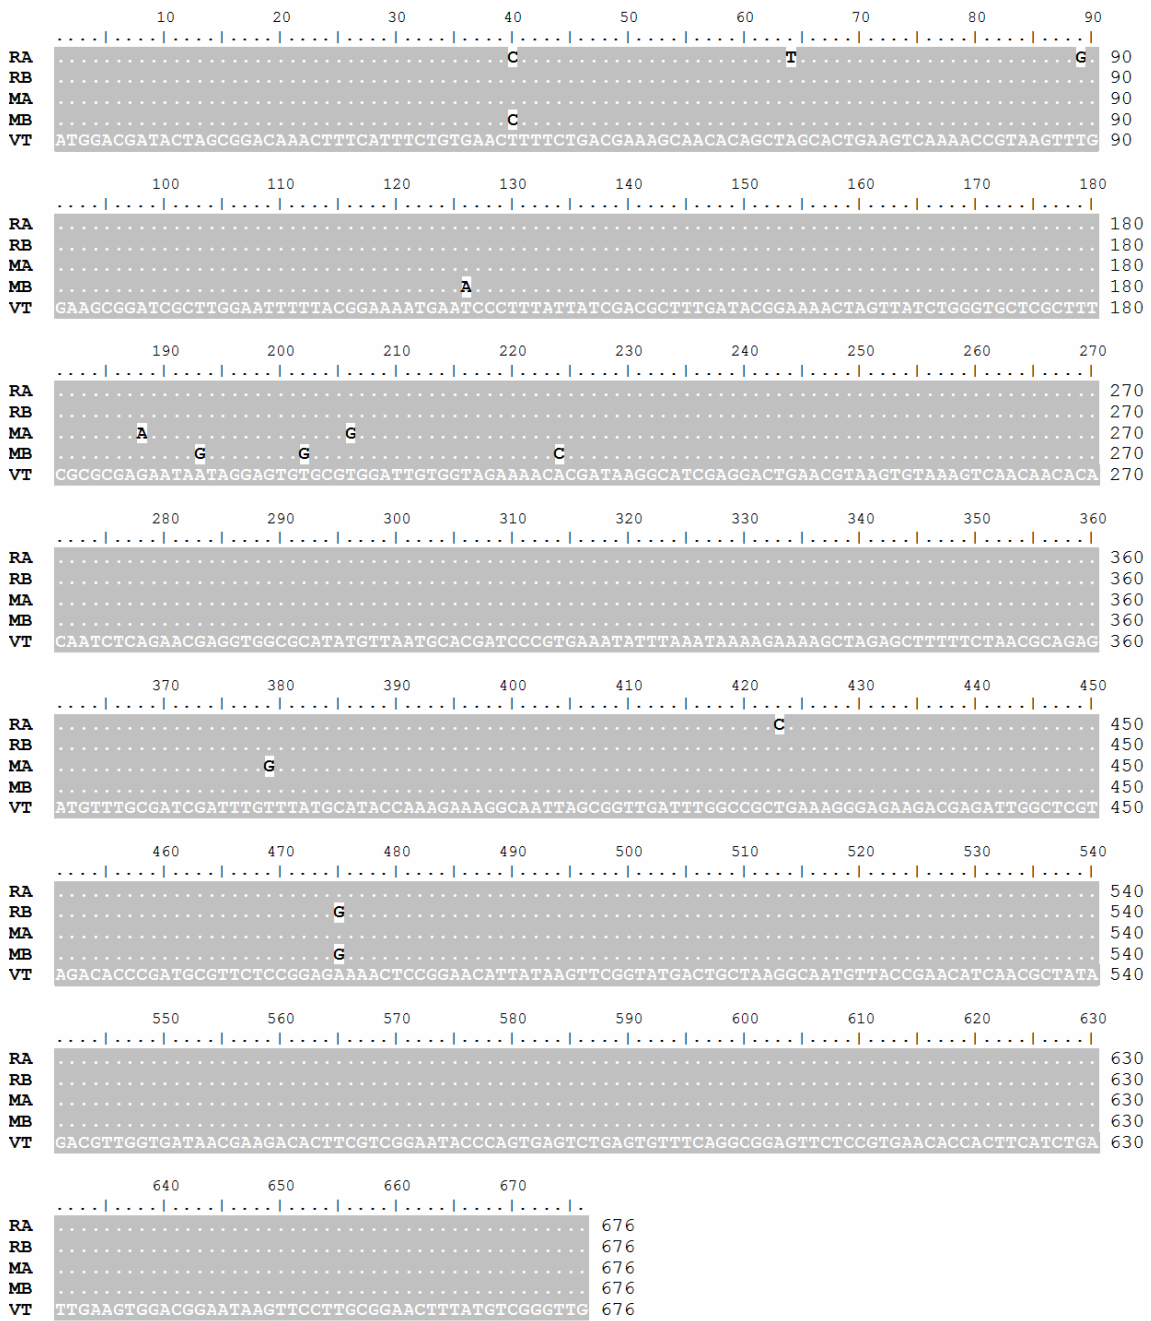 10 20 30 40 50 60 70 80 90
....|....|....|....|....|....|....|....|....|....|....|....|....|....|....|....|....|....|
RA .......................................C.......................T........................G. 90
RB .......................................................................................... 90
MA .......................................................................................... 90
MB .......................................C.................................................. 90
VT ATGGACGATACTAGCGGACAAACTTTCATTTCTGTGAACTTTTCTGACGAAAGCAACACAGCTAGCACTGAAGTCAAAACCGTAAGTTTG 90
100 110 120 130 140 150 160 170 180
....|....|....|....|....|....|....|....|....|....|....|....|....|....|....|....|....|....|
RA .......................................................................................... 180
RB .......................................................................................... 180
MA .......................................................................................... 180
MB ...................................A...................................................... 180
VT GAAGCGGATCGCTTGGAATTTTTACGGAAAATGAATCCCTTTATTATCGACGCTTTGATACGGAAAACTAGTTATCTGGGTGCTCGCTTT 180
190 200 210 220 230 240 250 260 270
....|....|....|....|....|....|....|....|....|....|....|....|....|....|....|....|....|....|
RA .......................................................................................... 270
RB .......................................................................................... 270
MA .......A.................G................................................................ 270
MB ............G........G.....................C.............................................. 270
VT CGCGCGAGAATAATAGGAGTGTGCGTGGATTGTGGTAGAAAACACGATAAGGCATCGAGGACTGAACGTAAGTGTAAAGTCAACAACACA 270
280 290 300 310 320 330 340 350 360
....|....|....|....|....|....|....|....|....|....|....|....|....|....|....|....|....|....|
RA .......................................................................................... 360
RB .......................................................................................... 360
MA .......................................................................................... 360
MB .......................................................................................... 360
VT CAATCTCAGAACGAGGTGGCGCATATGTTAATGCACGATCCCGTGAAATATTTAAATAAAAGAAAAGCTAGAGCTTTTTCTAACGCAGAG 360
370 380 390 400 410 420 430 440 450
....|....|....|....|....|....|....|....|....|....|....|....|....|....|....|....|....|....|
RA ..............................................................C........................... 450
RB .......................................................................................... 450
MA ..................G....................................................................... 450
MB .......................................................................................... 450
VT ATGTTTGCGATCGATTTGTTTATGCATACCAAAGAAAGGCAATTAGCGGTTGATTTGGCCGCTGAAAGGGAGAAGACGAGATTGGCTCGT 450
460 470 480 490 500 510 520 530 540
....|....|....|....|....|....|....|....|....|....|....|....|....|....|....|....|....|....|
RA .......................................................................................... 540
RB ........................G................................................................. 540
MA .......................................................................................... 540
MB ........................G................................................................. 540
VT AGACACCCGATGCGTTCTCCGGAGAAAACTCCGGAACATTATAAGTTCGGTATGACTGCTAAGGCAATGTTACCGAACATCAACGCTATA 540
550 560 570 580 590 600 610 620 630
....|....|....|....|....|....|....|....|....|....|....|....|....|....|....|....|....|....|
RA .......................................................................................... 630
RB .......................................................................................... 630
MA .......................................................................................... 630
MB .......................................................................................... 630
VT GACGTTGGTGATAACGAAGACACTTCGTCGGAATACCCAGTGAGTCTGAGTGTTTCAGGCGGAGTTCTCCGTGAACACCACTTCATCTGA 630
640 650 660 670
....|....|....|....|....|....|....|....|....|.
RA .............................................. 676
RB .............................................. 676
MA .............................................. 676
MB .............................................. 676
VT TTGAAGTGGACGGAATAAGTTCCTTGCGGAACTTTATGTCGGGTTG 676